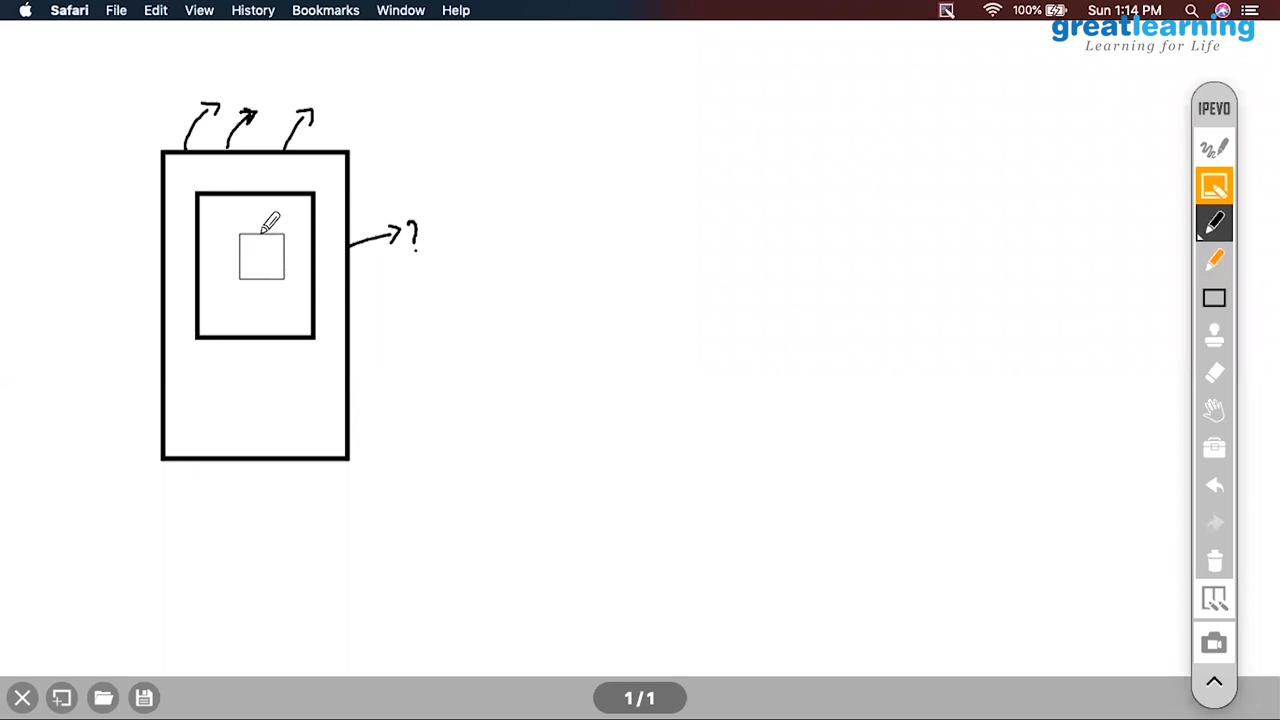 Safari File Edit View History Bookmarks Window Help 100% Sun 1:14 PM
greatlearning
Learning for Life
IPEVO
?
1/1